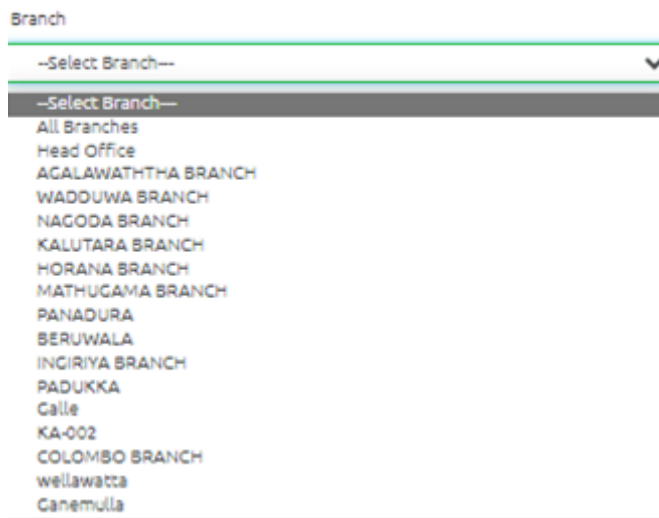 Branch
--Select Branch---
--Select Branch---
All Branches
Head Office
AGALAWATHTHA BRANCH
WADDUWA BRANCH
NAGODA BRANCH
KALUTARA BRANCH
HORANA BRANCH
MATHUGAMA BRANCH
PANADURA
BERUWALA
INGIRIYA BRANCH
PADUKKA
Galle
KA-002
COLOMBO BRANCH
wellawatta
Ganemulla